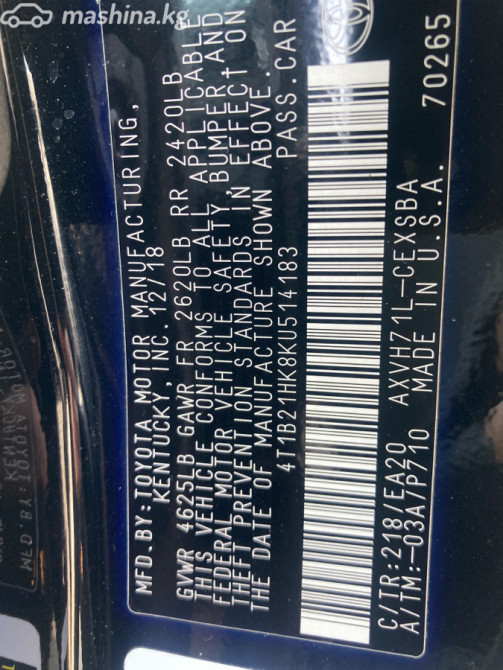 mashina.kg
MFD.BY:TOYOTA MOTOR MANUFACTURING,
KENTUCKY, INC. 12/18
GVWR 4625LB GAWR FR 2620LB RR 2420LB
THIS VEHICLE CONFORMS TO ALL APPLICABLE
FEDERAL MOTOR VEHICLE SAFETY, BUMPER AND
THEFT PREVENTION STANDARDS IN EFFECT ON
THE DATE OF MANUFACTURE SHOWN ABOVE.
4T1B21HK8KU514183 PASS.CAR
C/TR:218/EA20 AXVH71L-CEXSBA
A/TM:-03A/P710 MADE IN U.S.A. 70265